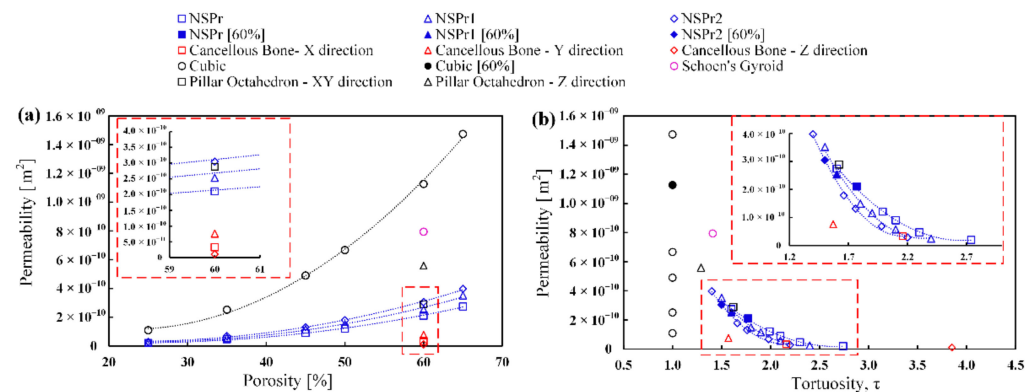 NSPr NSPr1 NSPr2
NSPr [60%] NSPr1 [60%] NSPr2 [60%]
Cancellous Bone - X direction Cancellous Bone - Y direction Cancellous Bone - Z direction
Cubic Cubic [60%] Schoen's Gyroid
Pillar Octahedron - XY direction Pillar Octahedron - Z direction
(a)
Permeability [m²]
1.6 × 10⁻⁰⁹
1.4 × 10⁻⁰⁹
1.2 × 10⁻⁰⁹
1.0 × 10⁻⁰⁹
8.0 × 10⁻¹⁰
6 × 10⁻¹⁰
4 × 10⁻¹⁰
2 × 10⁻¹⁰
0
20 30 40 50 60 70
Porosity [%]
4.0 × 10⁻¹⁰
3.5 × 10⁻¹⁰
3.0 × 10⁻¹⁰
2.5 × 10⁻¹⁰
2.0 × 10⁻¹⁰
1.5 × 10⁻¹⁰
1.0 × 10⁻¹⁰
5.0 × 10⁻¹¹
0
59 60 61
(b)
Permeability [m²]
1.6 × 10⁻⁰⁹
1.4 × 10⁻⁰⁹
1.2 × 10⁻⁰⁹
1.0 × 10⁻⁰⁹
8 × 10⁻¹⁰
6 × 10⁻¹⁰
4 × 10⁻¹⁰
2 × 10⁻¹⁰
0
0.5 1.0 1.5 2.0 2.5 3.0 3.5 4.0 4.5
Tortuosity, τ
4.0 × 10⁻¹⁰
3.0 × 10⁻¹⁰
2.0 × 10⁻¹⁰
1.0 × 10⁻¹⁰
0
1.2 1.7 2.2 2.7